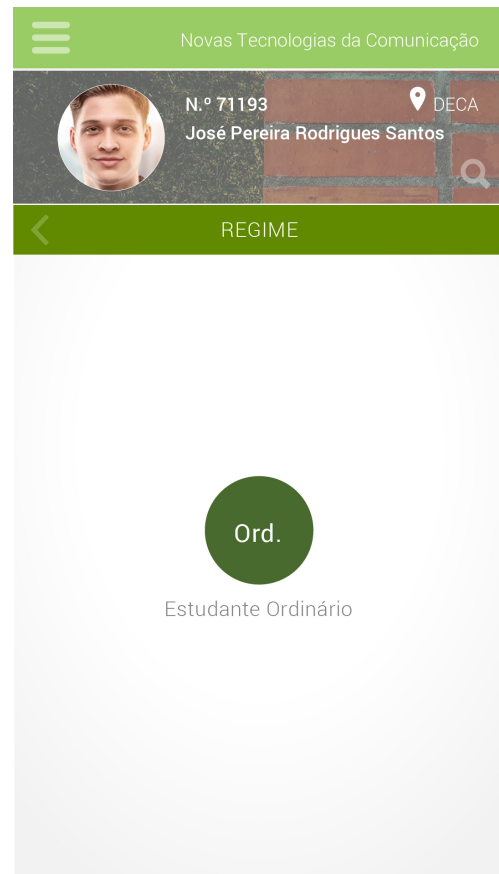 Novas Tecnologias da Comunicação
N.º 71193 DECA
José Pereira Rodrigues Santos
REGIME
Ord.
Estudante Ordinário